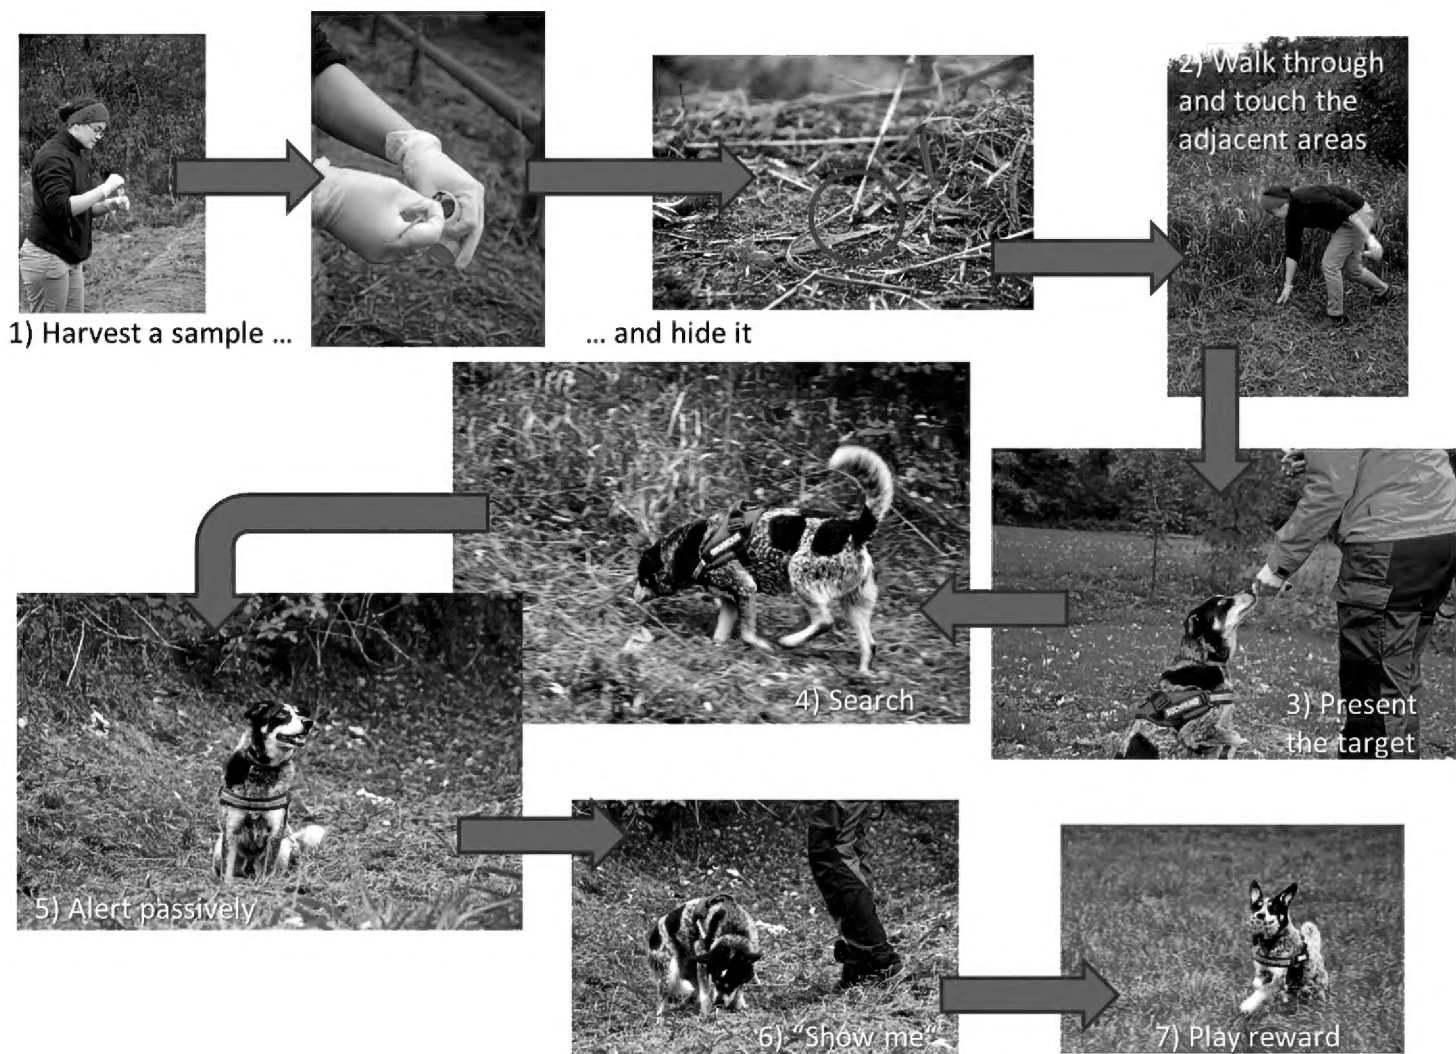 1) Harvest a sample ...
... and hide it
2) Walk through
and touch the
adjacent areas
3) Present
the target
4) Search
5) Alert passively
6) "Show me"
7) Play reward